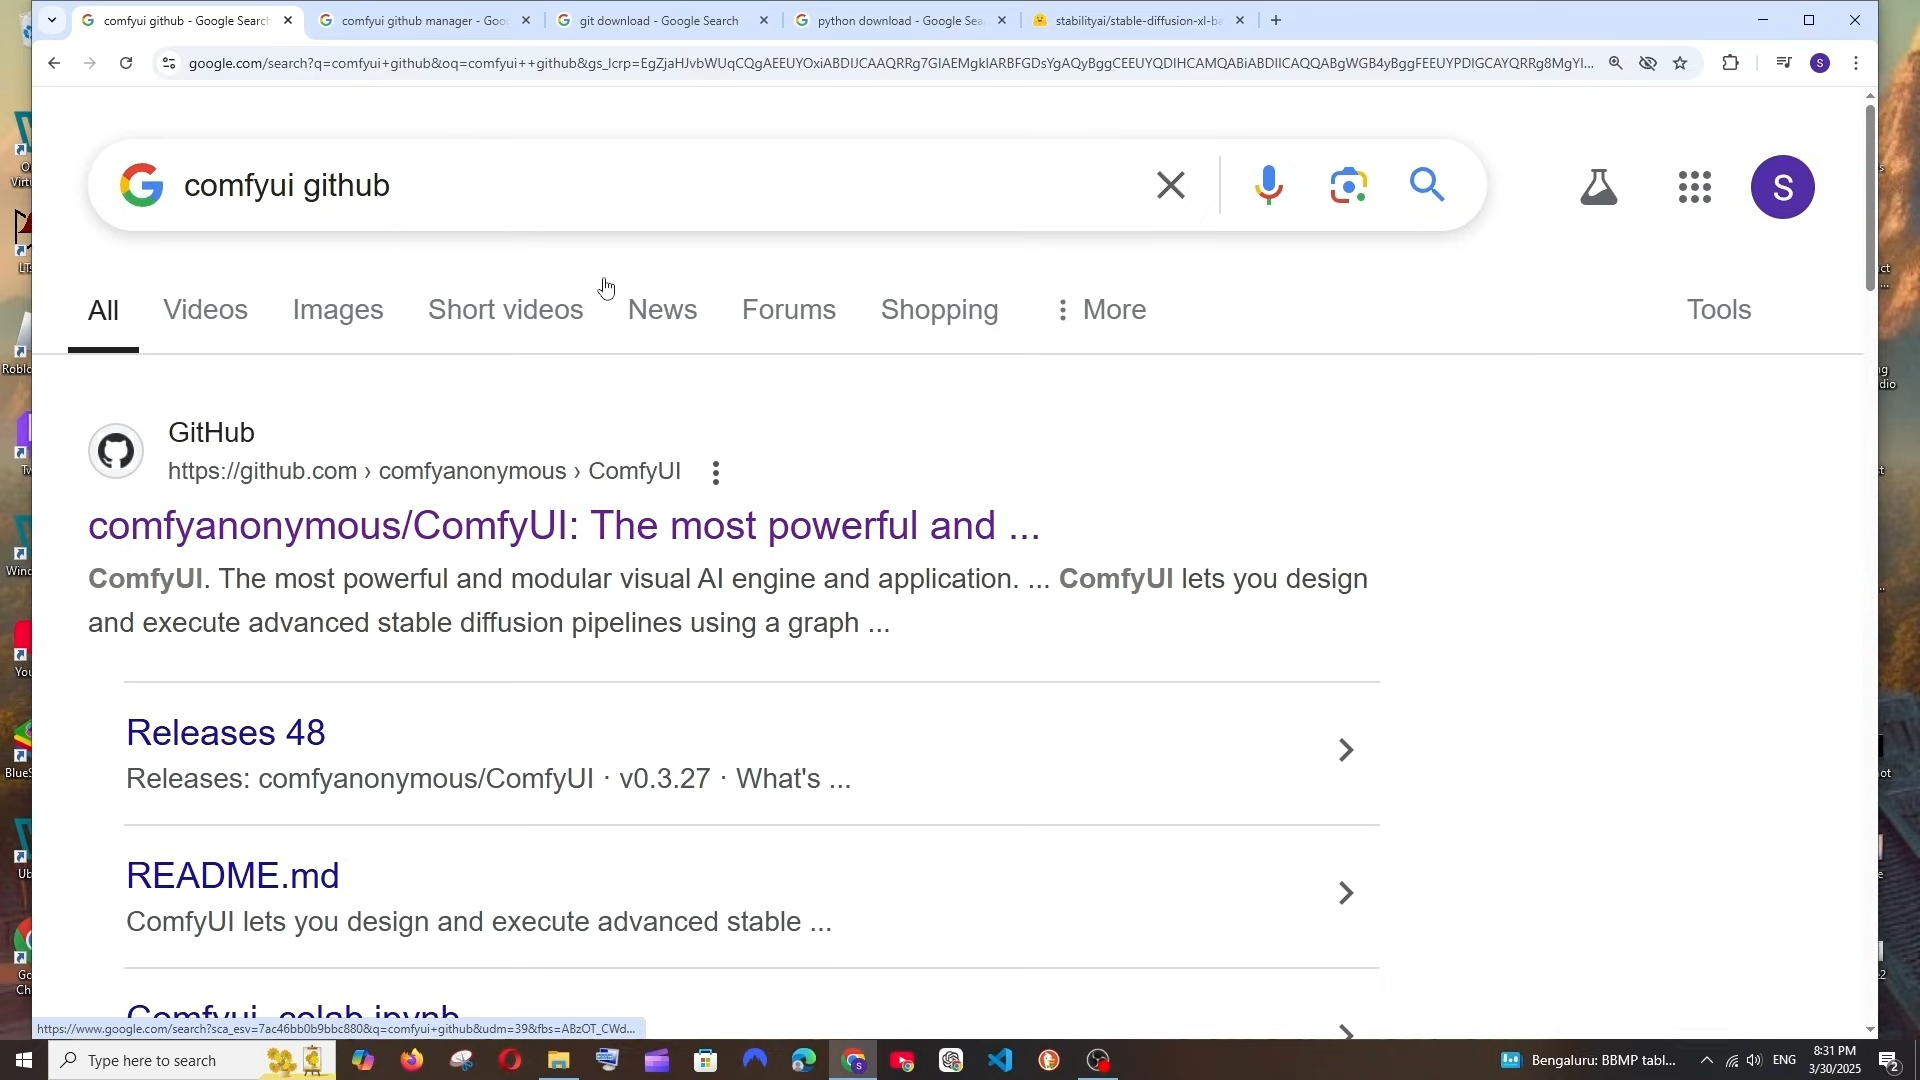 comfyui github - Google Search
comfyui github manager - Goo
git download - Google Search
python download - Google Sea
stabilityai/stable-diffusion-xl-ba
google.com/search?q=comfyui+github&oq=comfyui++github&gs_lcrp=EgZjaHJvbWUqCQgAEEUYOxiABDIJCAAQRRg7GIAEMgkIARBFGDsYgAQyBggCEEUYQDIHCAMQABiABDIICAQQABgWGB4yBggFEEUYPDIGCAYQRRg8MgYI...
S
comfyui github
S
All
Videos
Images
Short videos
News
Forums
Shopping
More
Tools
GitHub
https://github.com › comfyanonymous › ComfyUI
comfyanonymous/ComfyUI: The most powerful and ...
ComfyUI. The most powerful and modular visual AI engine and application. ... ComfyUI lets you design
and execute advanced stable diffusion pipelines using a graph ...
Releases 48
Releases: comfyanonymous/ComfyUI · v0.3.27 · What's ...
README.md
ComfyUI lets you design and execute advanced stable ...
Comfyui_colab.ipynb
https://www.google.com/search?sca_esv=7ac46bb0b9bbc880&q=comfyui+github&udm=39&fbs=ABzOT_CWd...
Type here to search
Bengaluru: BBMP tabl...
ENG
8:31 PM
3/30/2025
2